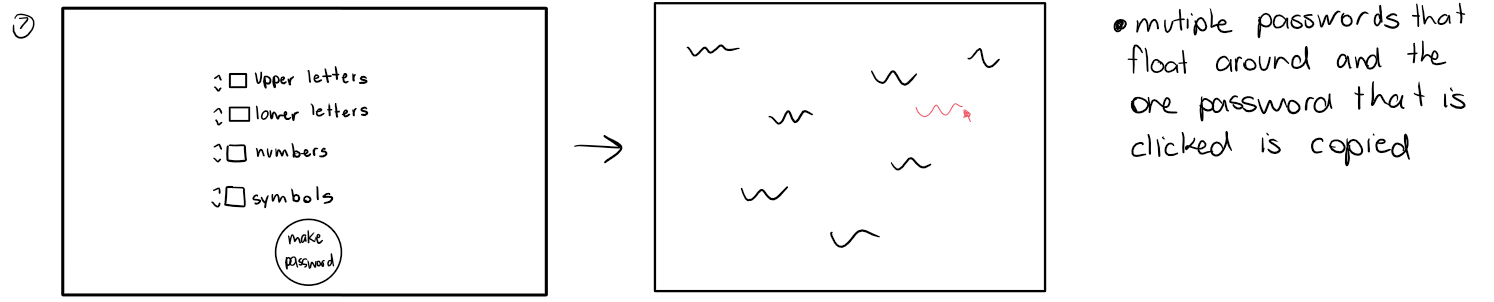 7
upper letters
lower letters
numbers
symbols
make
password
mutiple passwords that
float around and the
one password that is
clicked is copied